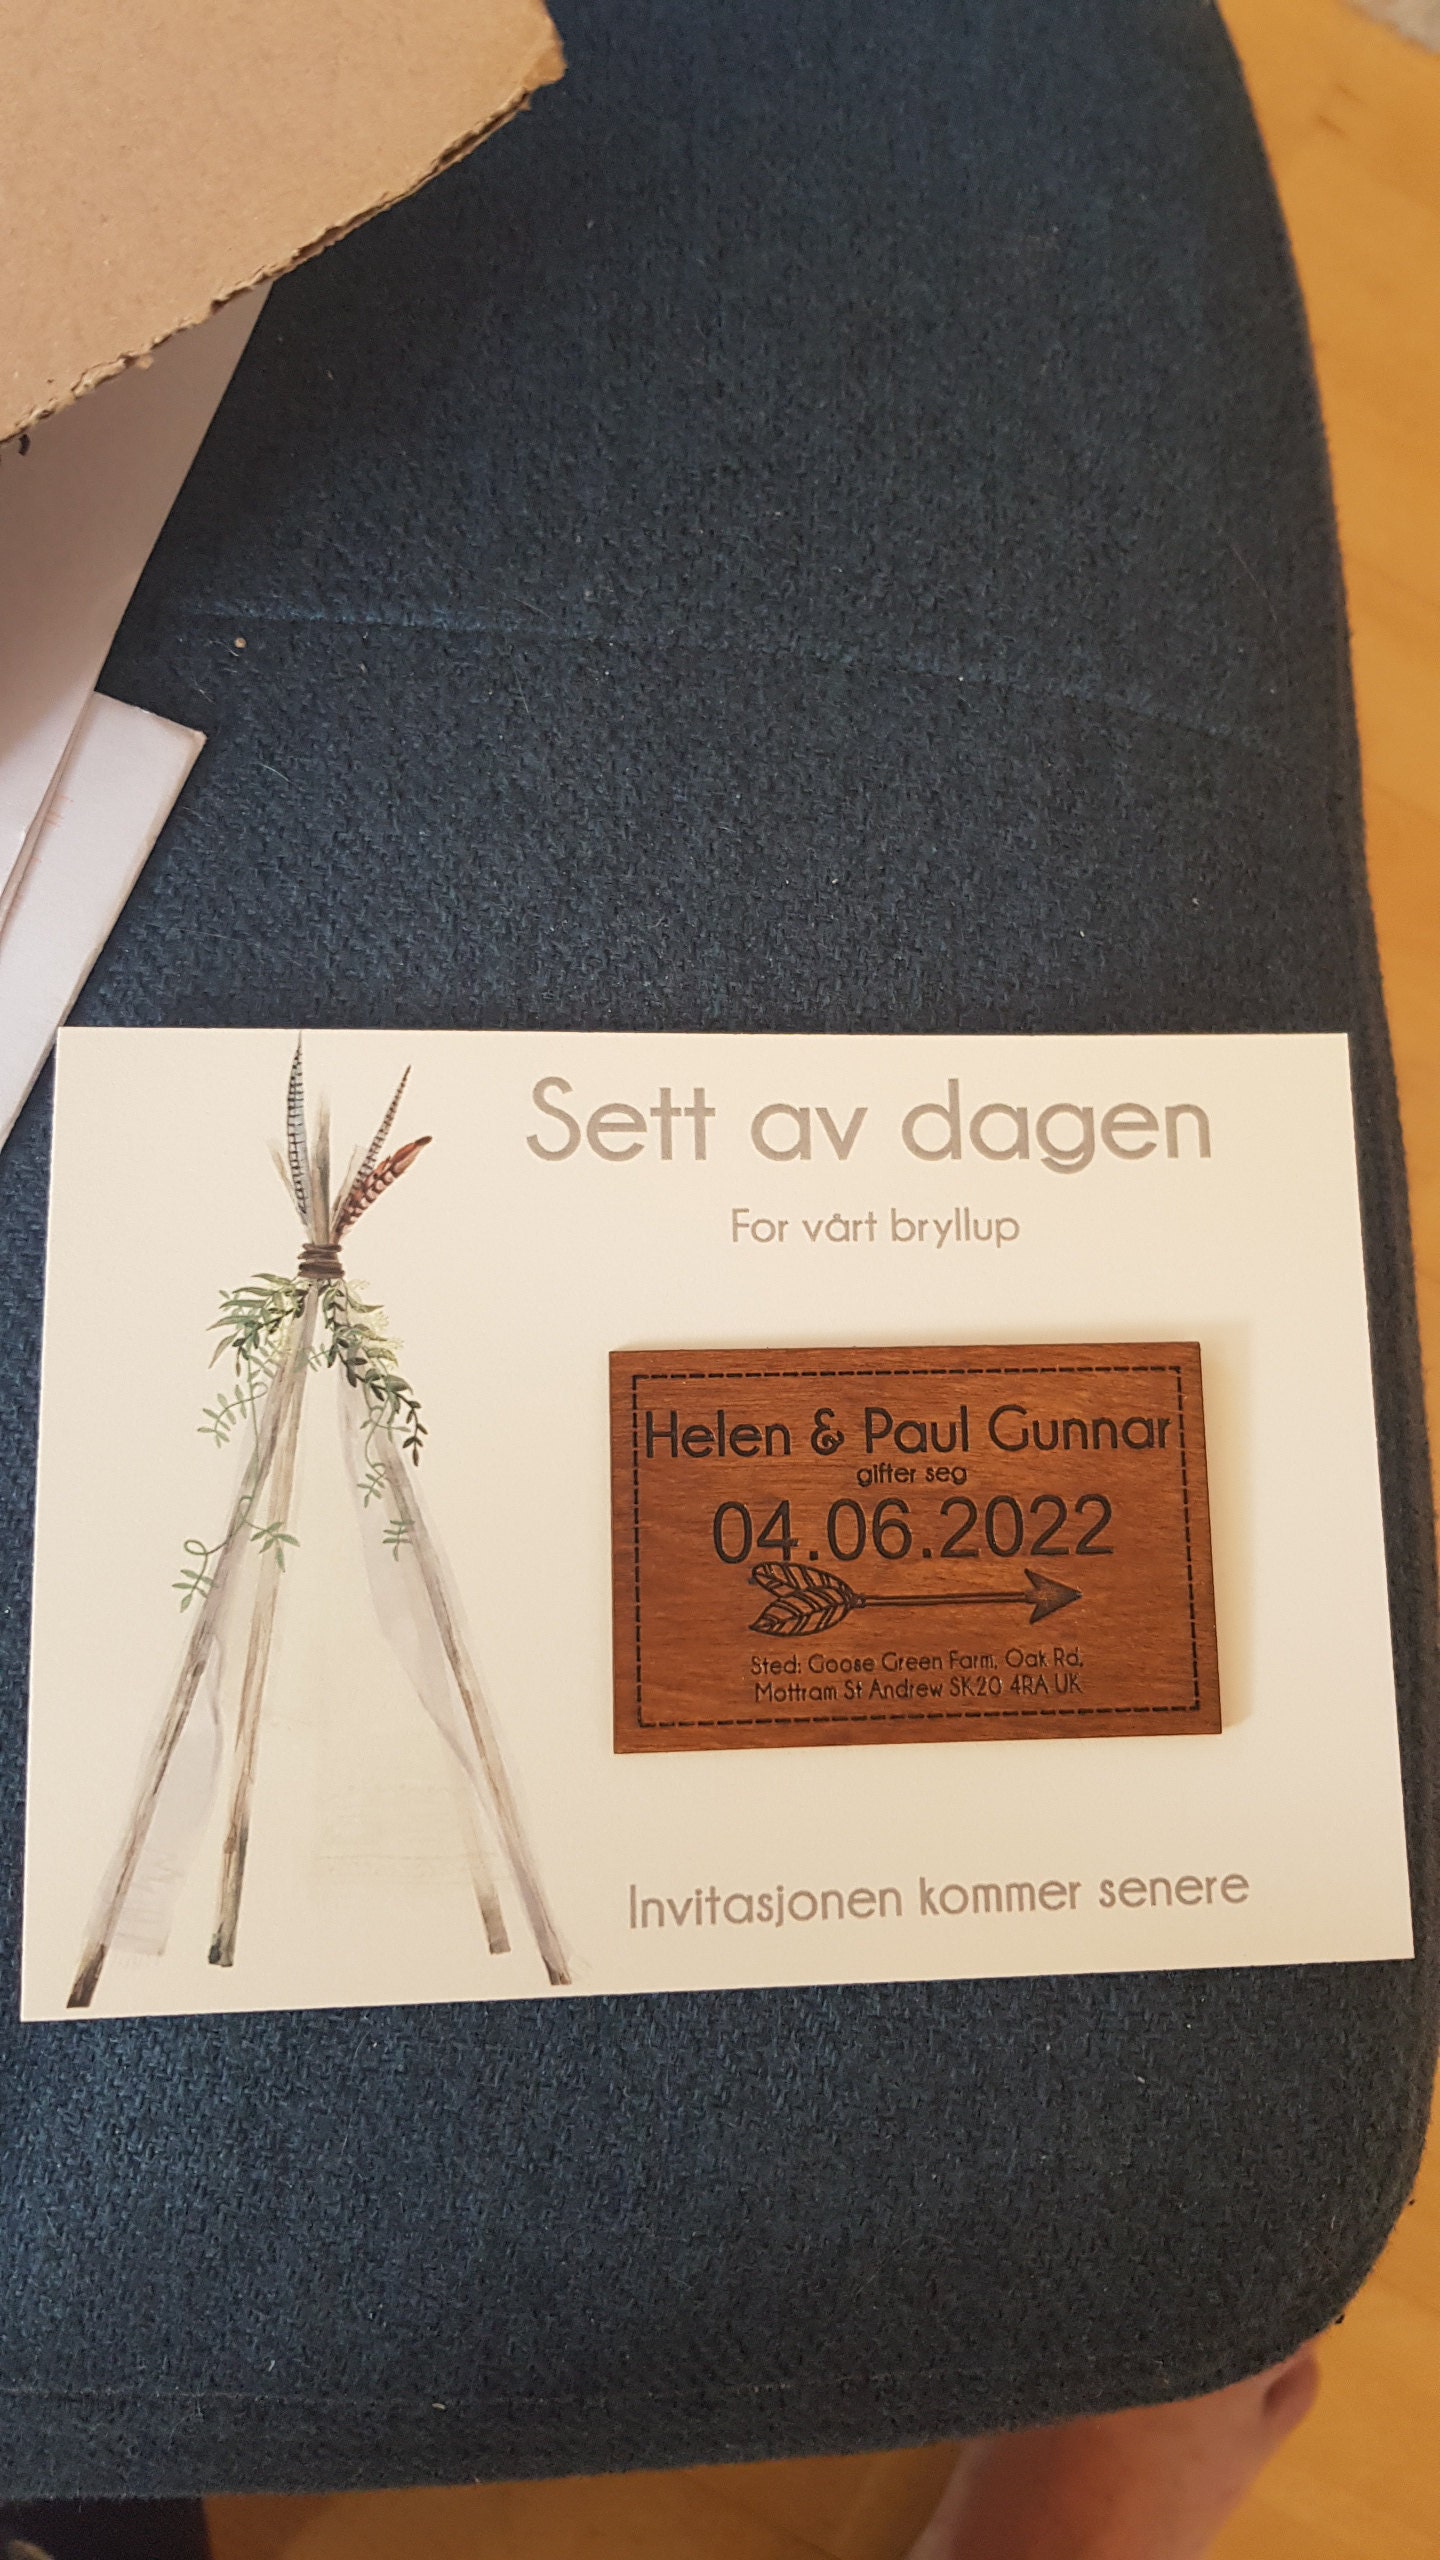 Sett av dagen
For vårt bryllup
Helen & Paul Gunnar
gifter seg
04.06.2022
Sted: Goose Green Farm, Oak Rd,
Mottram St Andrew SK20 4RA UK
Invitasjonen kommer senere